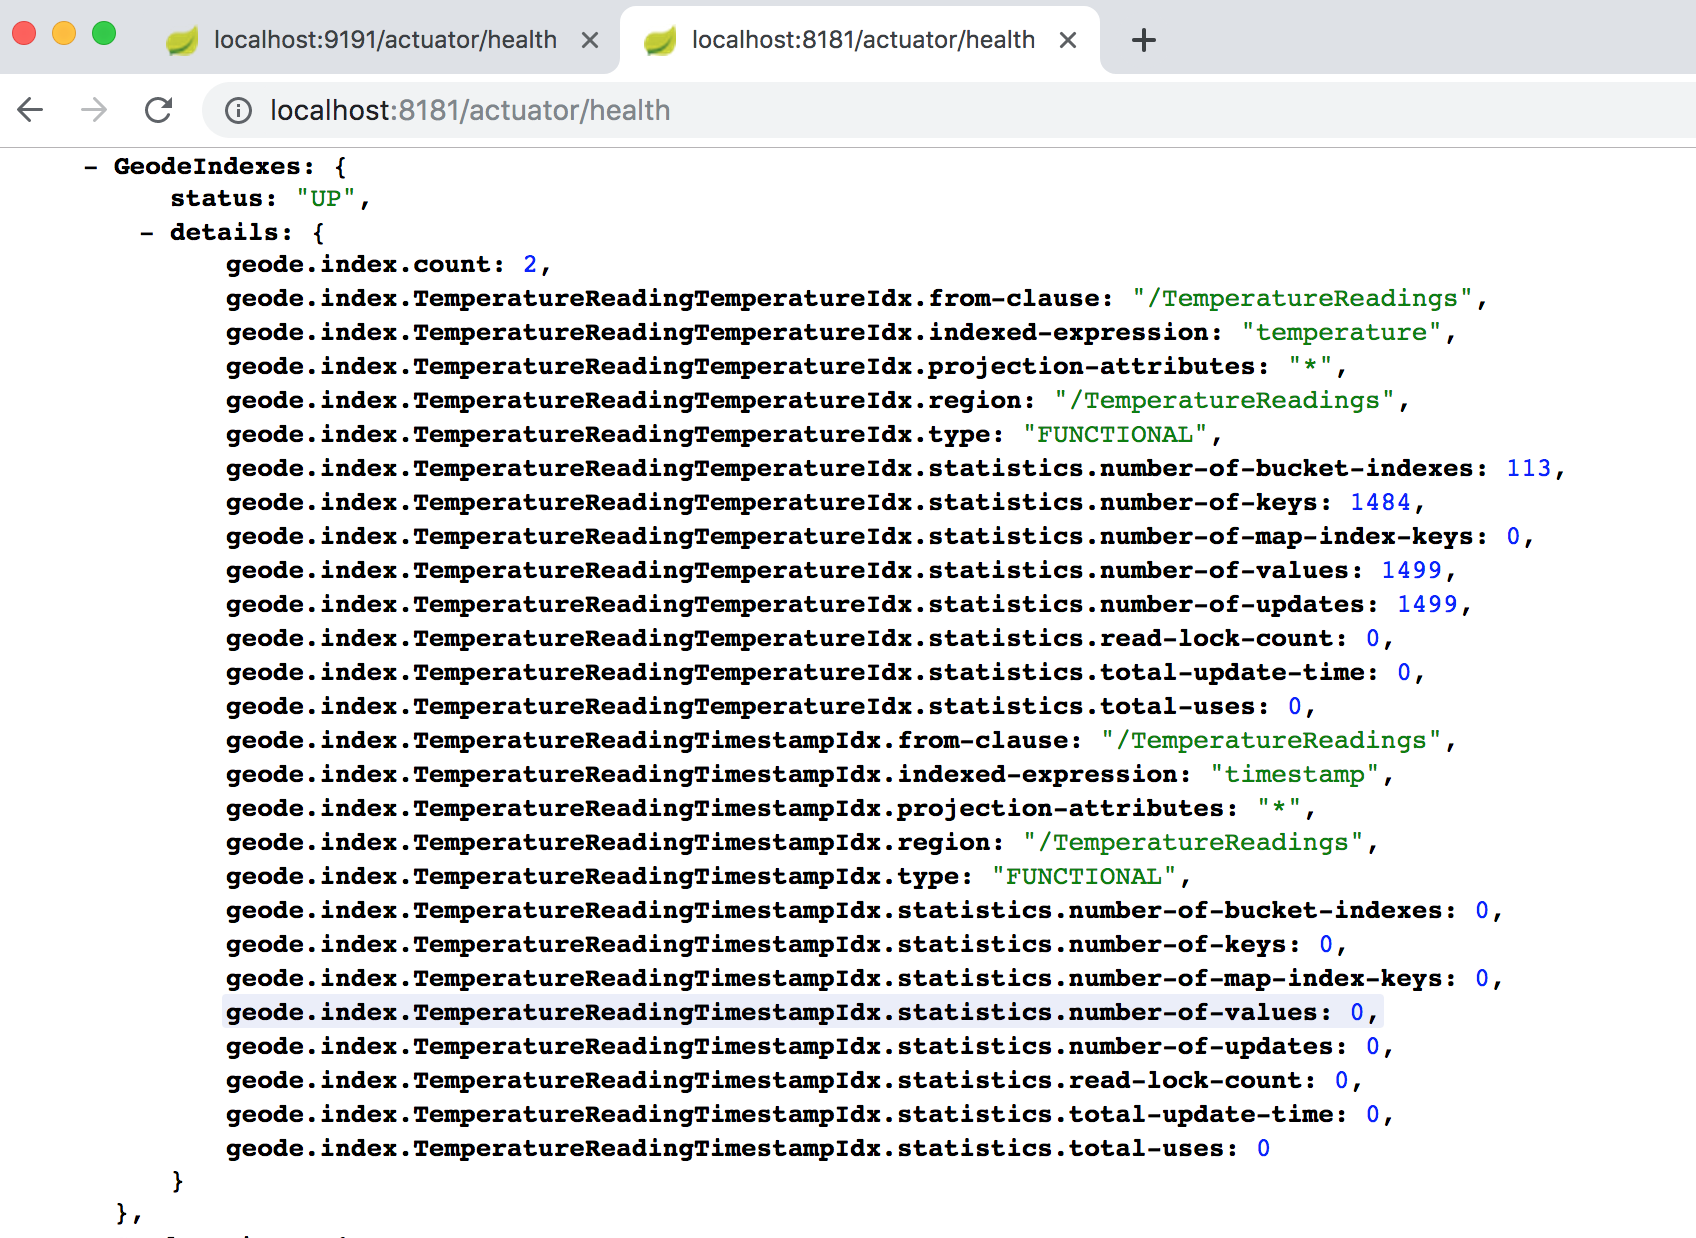 localhost:9191/actuator/health × localhost:8181/actuator/health × +
localhost:8181/actuator/health
- GeodeIndexes: {
status: "UP",
- details: {
geode.index.count: 2,
geode.index.TemperatureReadingTemperatureIdx.from-clause: "/TemperatureReadings",
geode.index.TemperatureReadingTemperatureIdx.indexed-expression: "temperature",
geode.index.TemperatureReadingTemperatureIdx.projection-attributes: "*",
geode.index.TemperatureReadingTemperatureIdx.region: "/TemperatureReadings",
geode.index.TemperatureReadingTemperatureIdx.type: "FUNCTIONAL",
geode.index.TemperatureReadingTemperatureIdx.statistics.number-of-bucket-indexes: 113,
geode.index.TemperatureReadingTemperatureIdx.statistics.number-of-keys: 1484,
geode.index.TemperatureReadingTemperatureIdx.statistics.number-of-map-index-keys: 0,
geode.index.TemperatureReadingTemperatureIdx.statistics.number-of-values: 1499,
geode.index.TemperatureReadingTemperatureIdx.statistics.number-of-updates: 1499,
geode.index.TemperatureReadingTemperatureIdx.statistics.read-lock-count: 0,
geode.index.TemperatureReadingTemperatureIdx.statistics.total-update-time: 0,
geode.index.TemperatureReadingTemperatureIdx.statistics.total-uses: 0,
geode.index.TemperatureReadingTimestampIdx.from-clause: "/TemperatureReadings",
geode.index.TemperatureReadingTimestampIdx.indexed-expression: "timestamp",
geode.index.TemperatureReadingTimestampIdx.projection-attributes: "*",
geode.index.TemperatureReadingTimestampIdx.region: "/TemperatureReadings",
geode.index.TemperatureReadingTimestampIdx.type: "FUNCTIONAL",
geode.index.TemperatureReadingTimestampIdx.statistics.number-of-bucket-indexes: 0,
geode.index.TemperatureReadingTimestampIdx.statistics.number-of-keys: 0,
geode.index.TemperatureReadingTimestampIdx.statistics.number-of-map-index-keys: 0,
geode.index.TemperatureReadingTimestampIdx.statistics.number-of-values: 0,
geode.index.TemperatureReadingTimestampIdx.statistics.number-of-updates: 0,
geode.index.TemperatureReadingTimestampIdx.statistics.read-lock-count: 0,
geode.index.TemperatureReadingTimestampIdx.statistics.total-update-time: 0,
geode.index.TemperatureReadingTimestampIdx.statistics.total-uses: 0
}
},